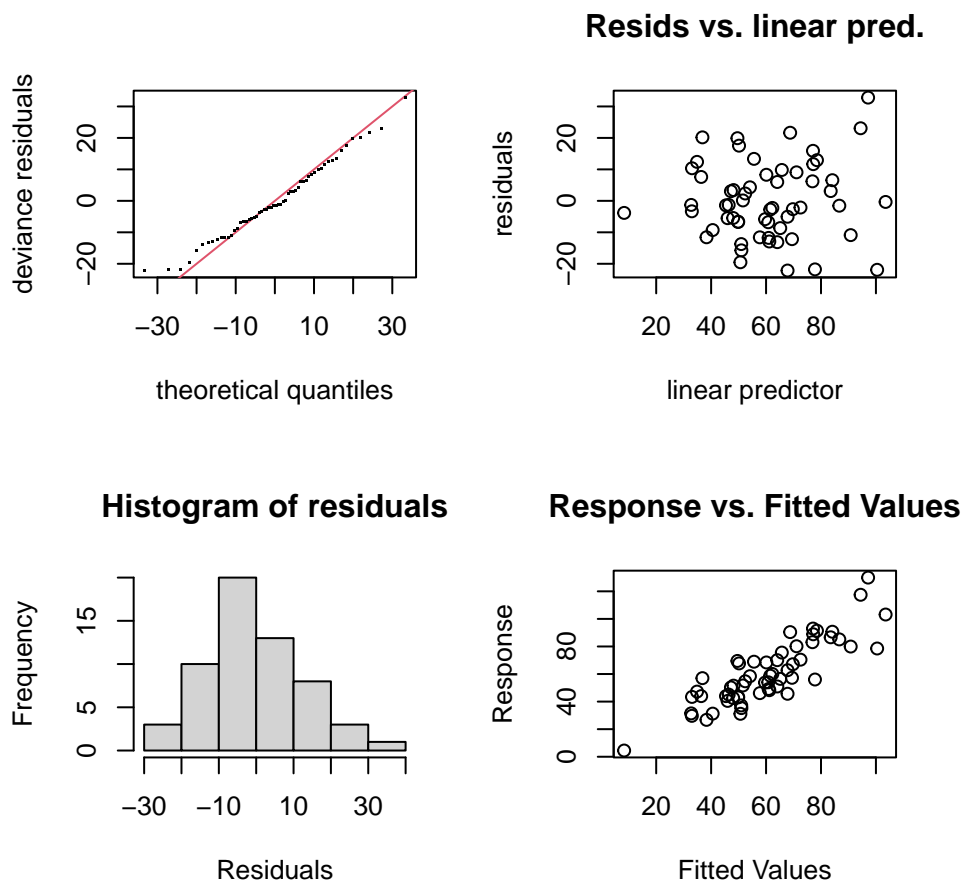 deviance residuals
20
0
−20
−30
−10
10
30
theoretical quantiles
Resids vs. linear pred.
residuals
20
0
−20
20
40
60
80
linear predictor
Histogram of residuals
Frequency
15
5
0
−30
−10
10
30
Residuals
Response vs. Fitted Values
Response
80
40
0
20
40
60
80
Fitted Values